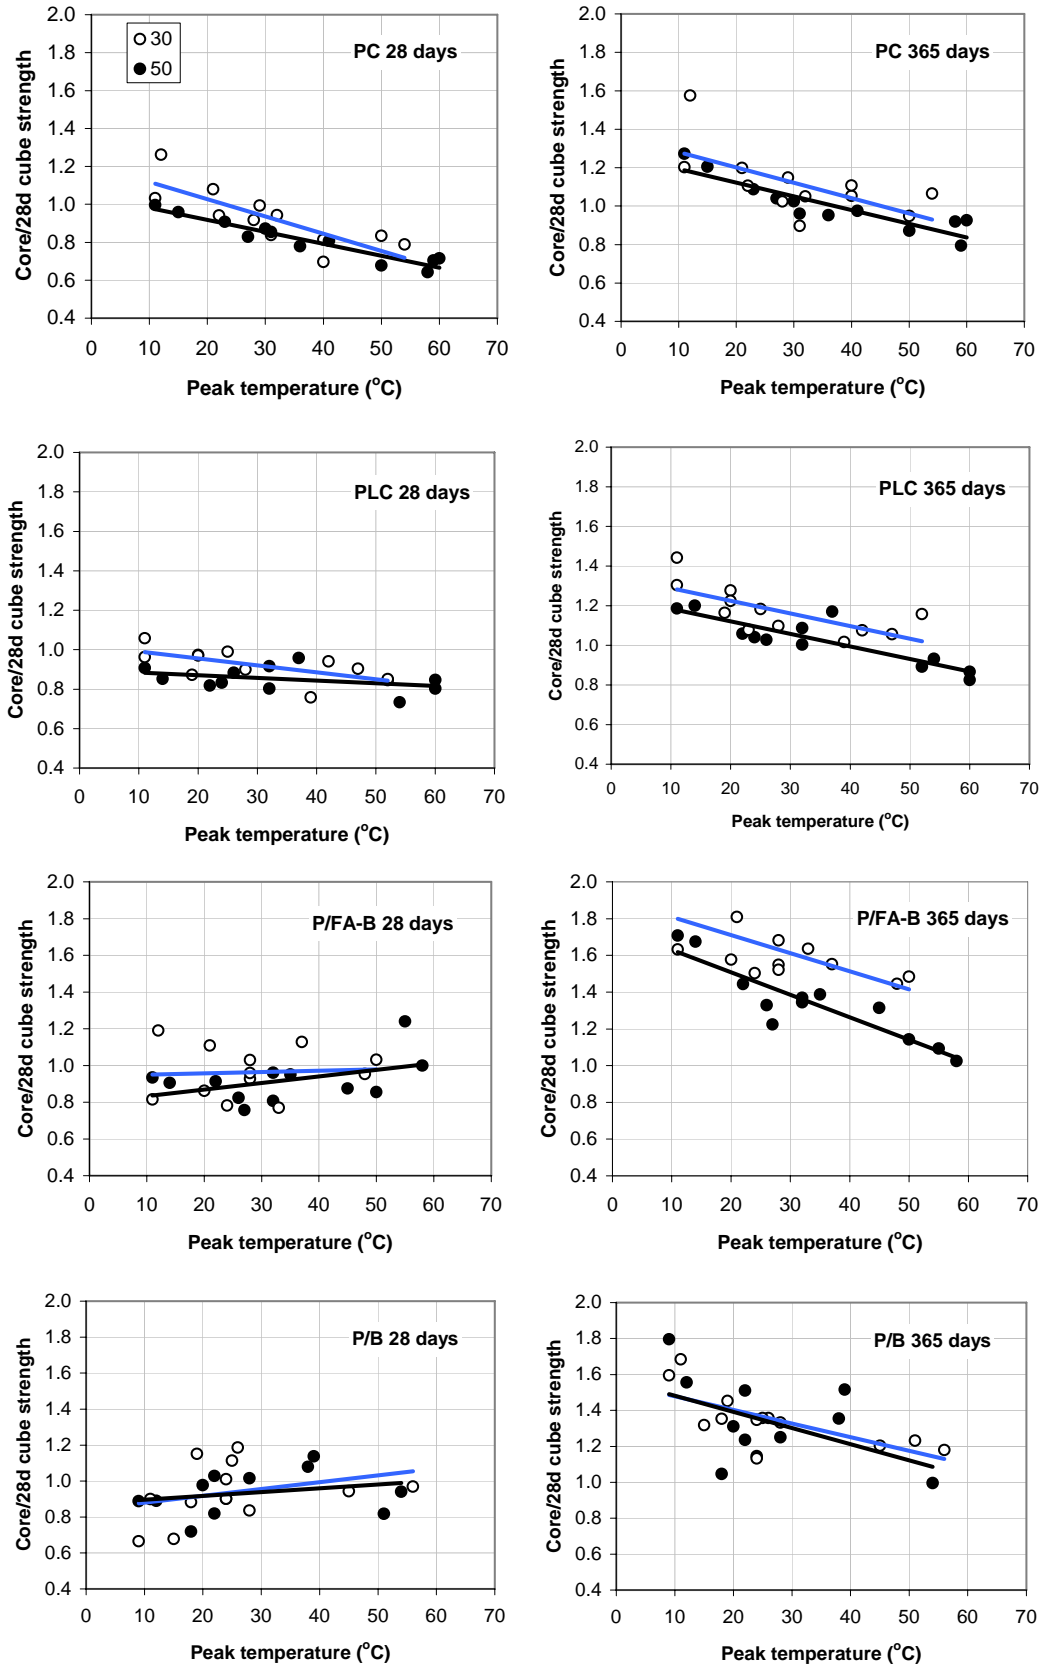 PC 28 days
30
50
Core/28d cube strength
2.0
1.8
1.6
1.4
1.2
1.0
0.8
0.6
0.4
0 10 20 30 40 50 60 70
Peak temperature (°C)
PC 365 days
Core/28d cube strength
2.0
1.8
1.6
1.4
1.2
1.0
0.8
0.6
0.4
0 10 20 30 40 50 60 70
Peak temperature (°C)
PLC 28 days
Core/28d cube strength
2.0
1.8
1.6
1.4
1.2
1.0
0.8
0.6
0.4
0 10 20 30 40 50 60 70
Peak temperature (°C)
PLC 365 days
Core/28d cube strength
2.0
1.8
1.6
1.4
1.2
1.0
0.8
0.6
0.4
0 10 20 30 40 50 60 70
Peak temperature (°C)
P/FA-B 28 days
Core/28d cube strength
2.0
1.8
1.6
1.4
1.2
1.0
0.8
0.6
0.4
0 10 20 30 40 50 60 70
Peak temperature (°C)
P/FA-B 365 days
Core/28d cube strength
2.0
1.8
1.6
1.4
1.2
1.0
0.8
0.6
0.4
0 10 20 30 40 50 60 70
Peak temperature (°C)
P/B 28 days
Core/28d cube strength
2.0
1.8
1.6
1.4
1.2
1.0
0.8
0.6
0.4
0 10 20 30 40 50 60 70
Peak temperature (°C)
P/B 365 days
Core/28d cube strength
2.0
1.8
1.6
1.4
1.2
1.0
0.8
0.6
0.4
0 10 20 30 40 50 60 70
Peak temperature (°C)